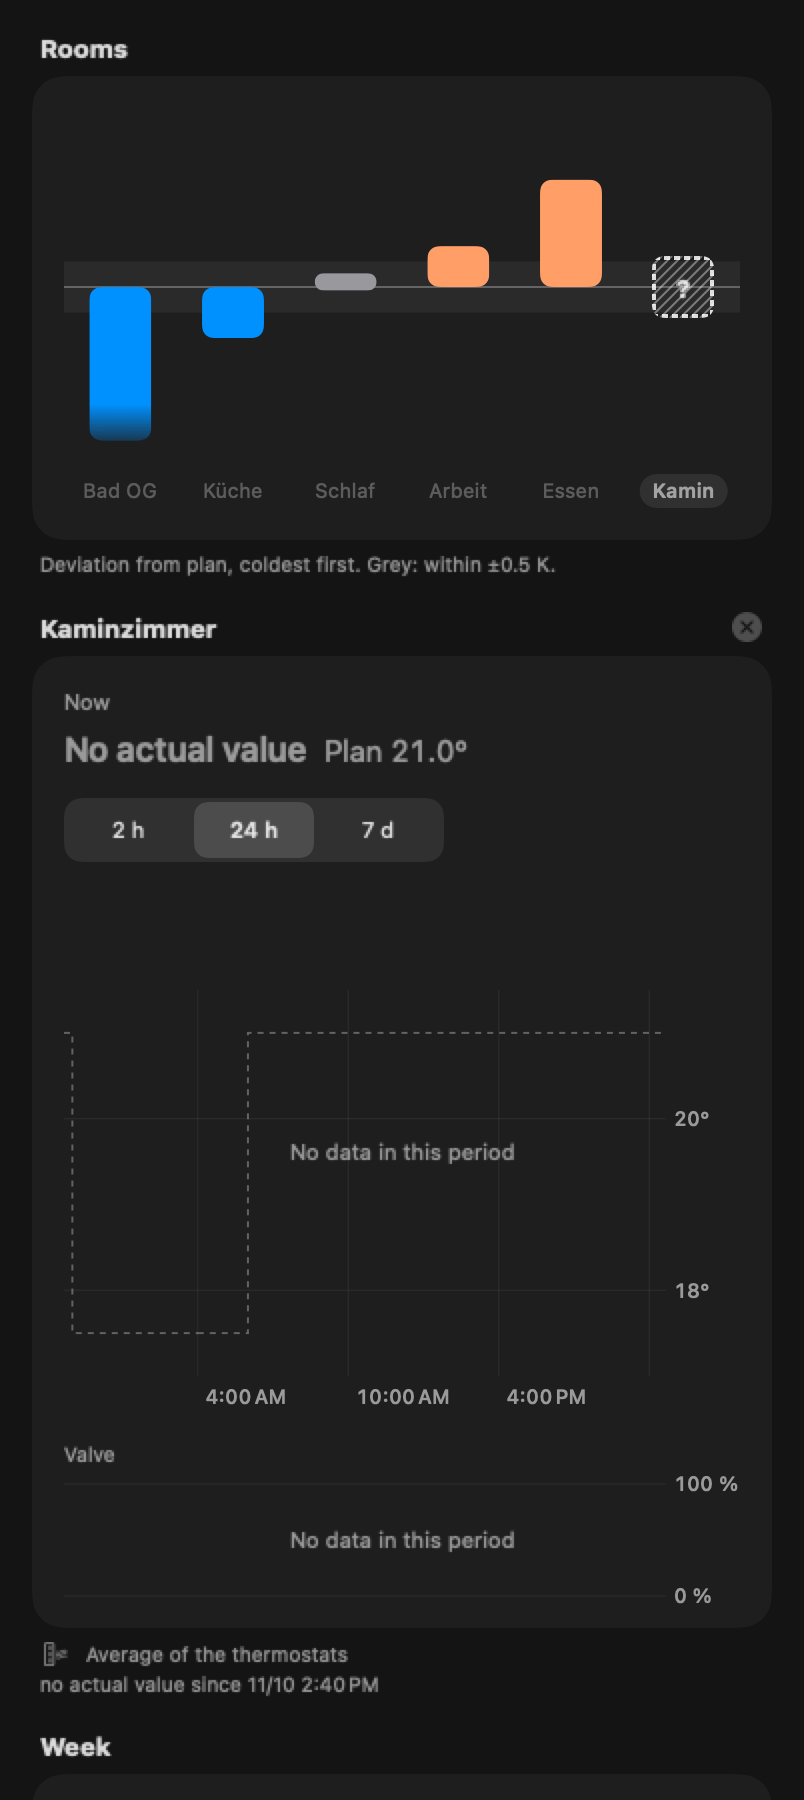 Rooms
?
Bad OG Küche Schlaf Arbeit Essen Kamin
Deviation from plan, coldest first. Grey: within ±0.5 K.
Kaminzimmer
Now
No actual value Plan 21.0°
2 h 24 h 7 d
20°
No data in this period
18°
4:00 AM 10:00 AM 4:00 PM
Valve
100 %
No data in this period
0 %
Average of the thermostats
no actual value since 11/10 2:40 PM
Week